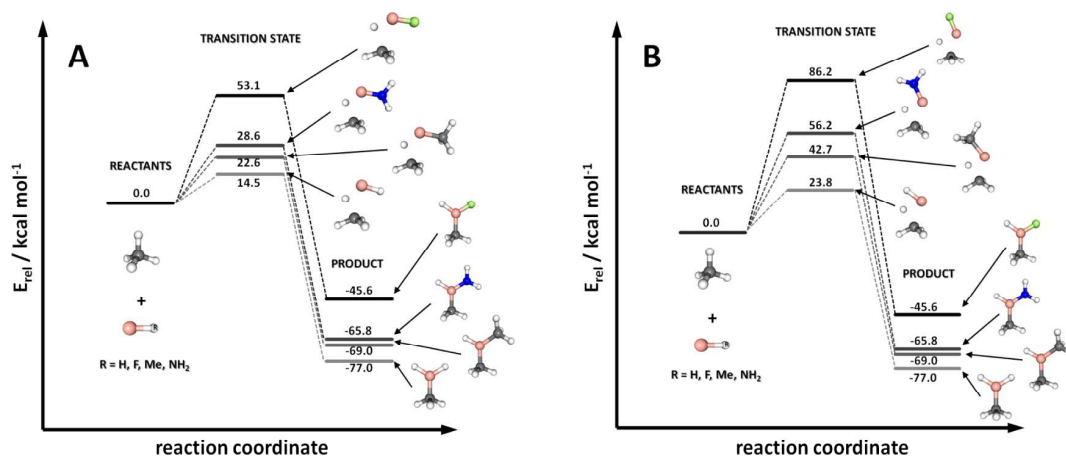 A
TRANSITION STATE
53.1
28.6
22.6
14.5
REACTANTS
0.0
+
R = H, F, Me, NH₂
PRODUCT
-45.6
-65.8
-69.0
-77.0
E_rel / kcal mol⁻¹
reaction coordinate
B
TRANSITION STATE
86.2
56.2
42.7
23.8
REACTANTS
0.0
+
R = H, F, Me, NH₂
PRODUCT
-45.6
-65.8
-69.0
-77.0
E_rel / kcal mol⁻¹
reaction coordinate